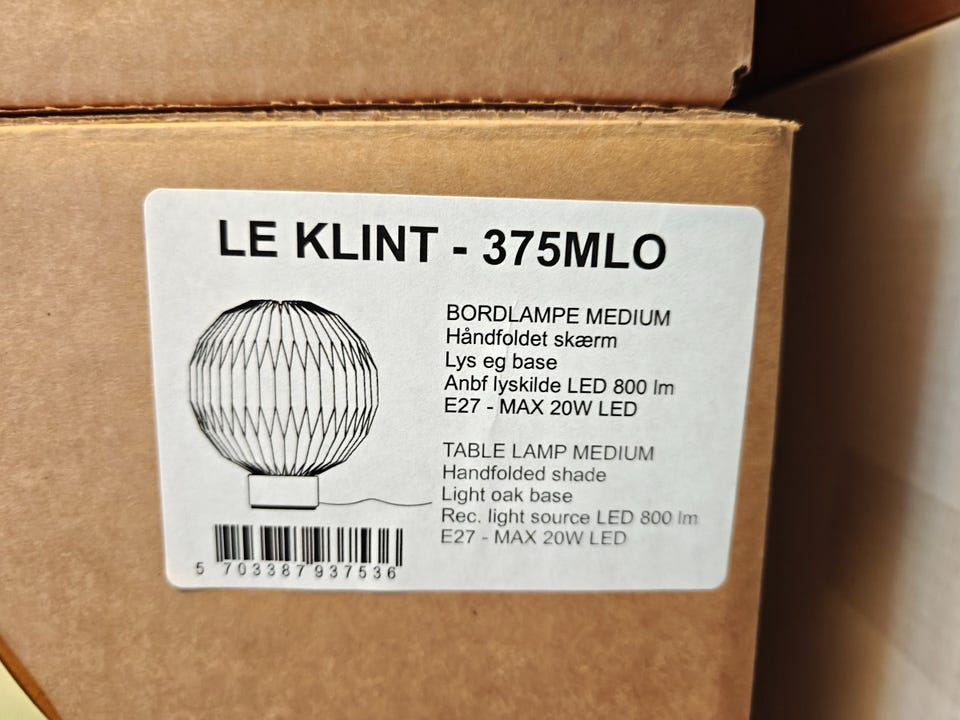 LE KLINT - 375MLO
BORDLAMPE MEDIUM
Håndfoldet skærm
Lys eg base
Anbf lyskilde LED 800 lm
E27 - MAX 20W LED
TABLE LAMP MEDIUM
Handfolded shade
Light oak base
Rec. light source LED 800 lm
E27 - MAX 20W LED
5 703387 937536